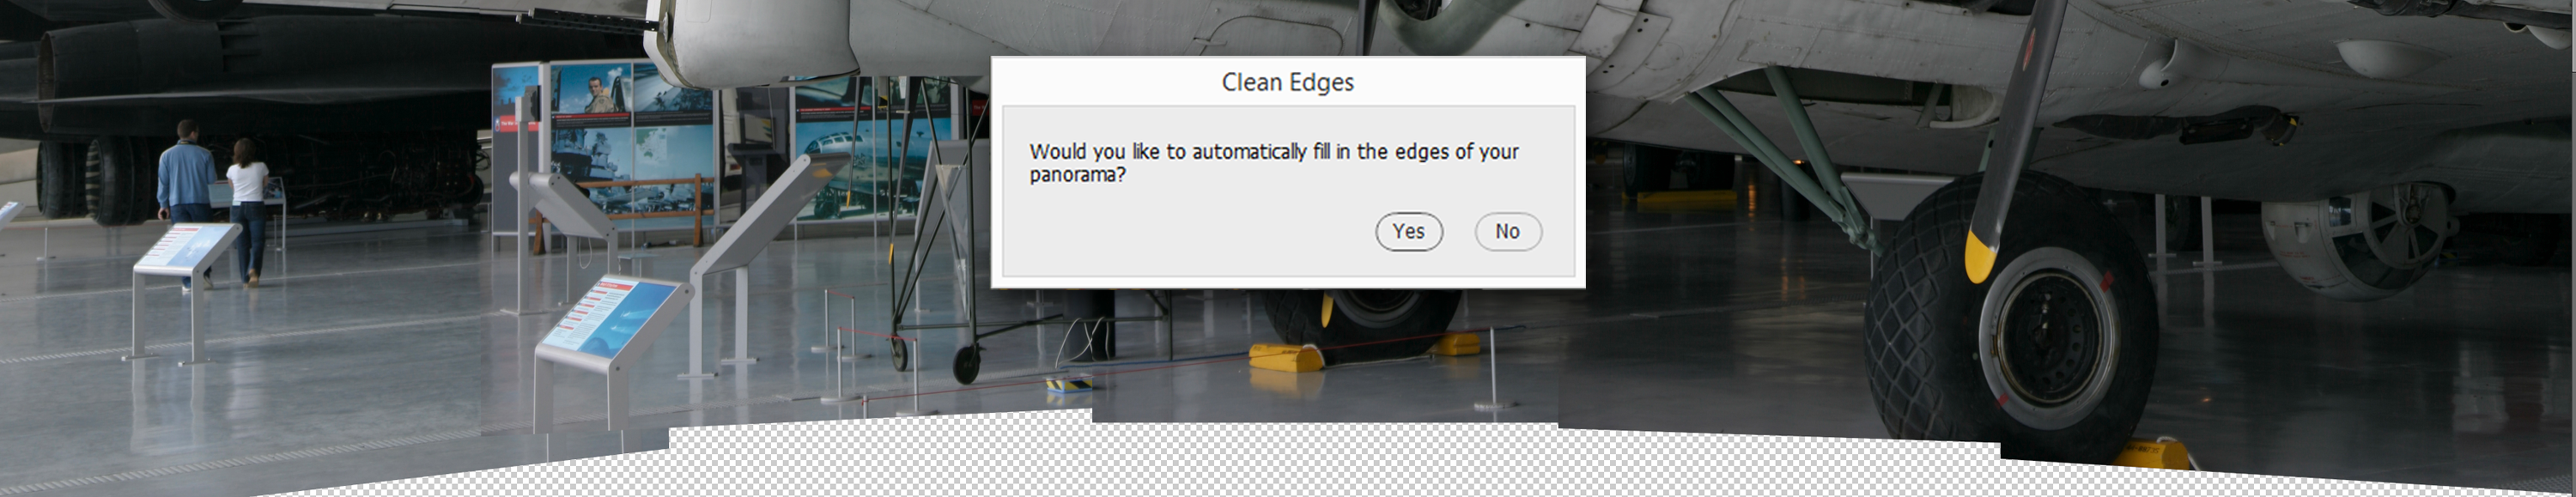 Clean Edges
Would you like to automatically fill in the edges of your
panorama?
Yes
No